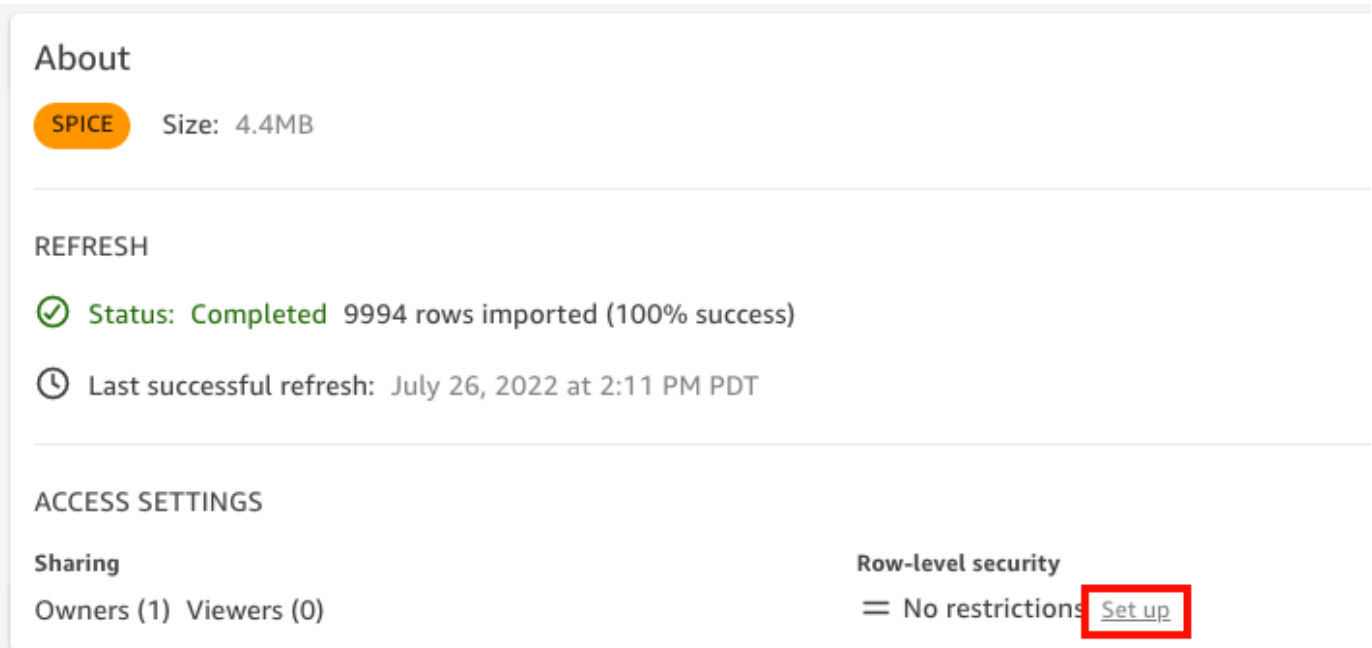 About
SPICE Size: 4.4MB
REFRESH
Status: Completed 9994 rows imported (100% success)
Last successful refresh: July 26, 2022 at 2:11 PM PDT
ACCESS SETTINGS
Sharing
Owners (1) Viewers (0)
Row-level security
No restrictions Set up